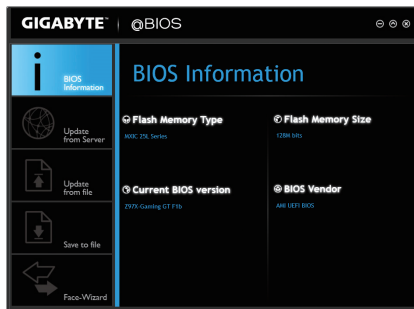 GIGABYTE™ @BIOS
BIOS
Information
BIOS Information
Update
from Server
Flash Memory Type
MXIC 25L Series
Flash Memory Size
128M bits
Update
from file
Current BIOS version
Z97X-Gaming GT F1b
BIOS Vendor
AMI UEFI BIOS
Save to file
Face-Wizard